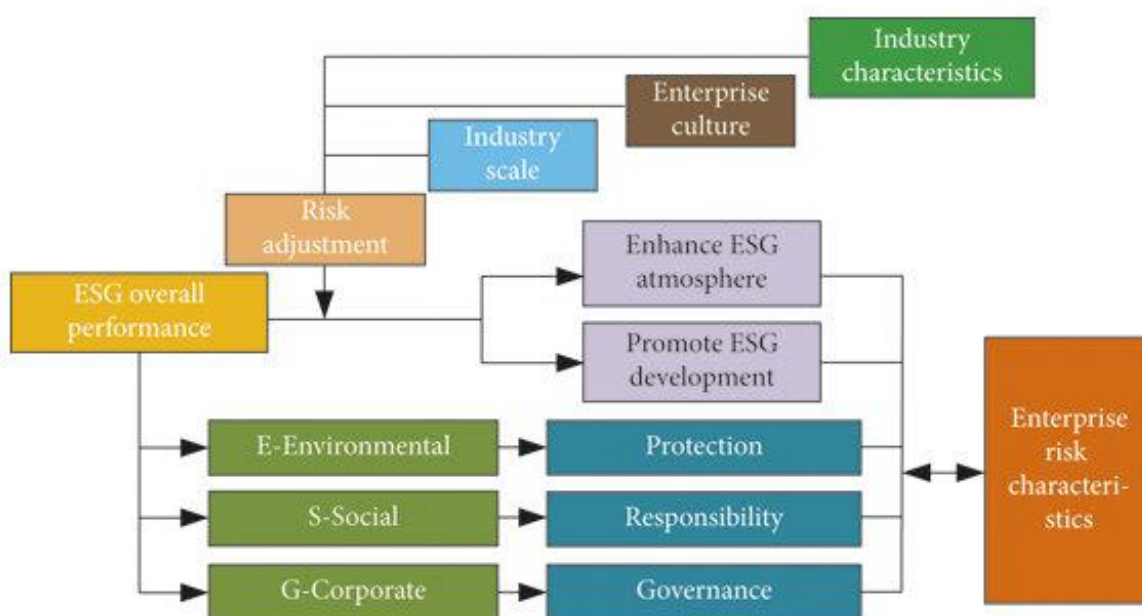 Industry
characteristics
Enterprise
culture
Industry
scale
Risk
adjustment
Enhance ESG
atmosphere
ESG overall
performance
Promote ESG
development
Enterprise
risk
characteri-
stics
E-Environmental
Protection
S-Social
Responsibility
G-Corporate
Governance